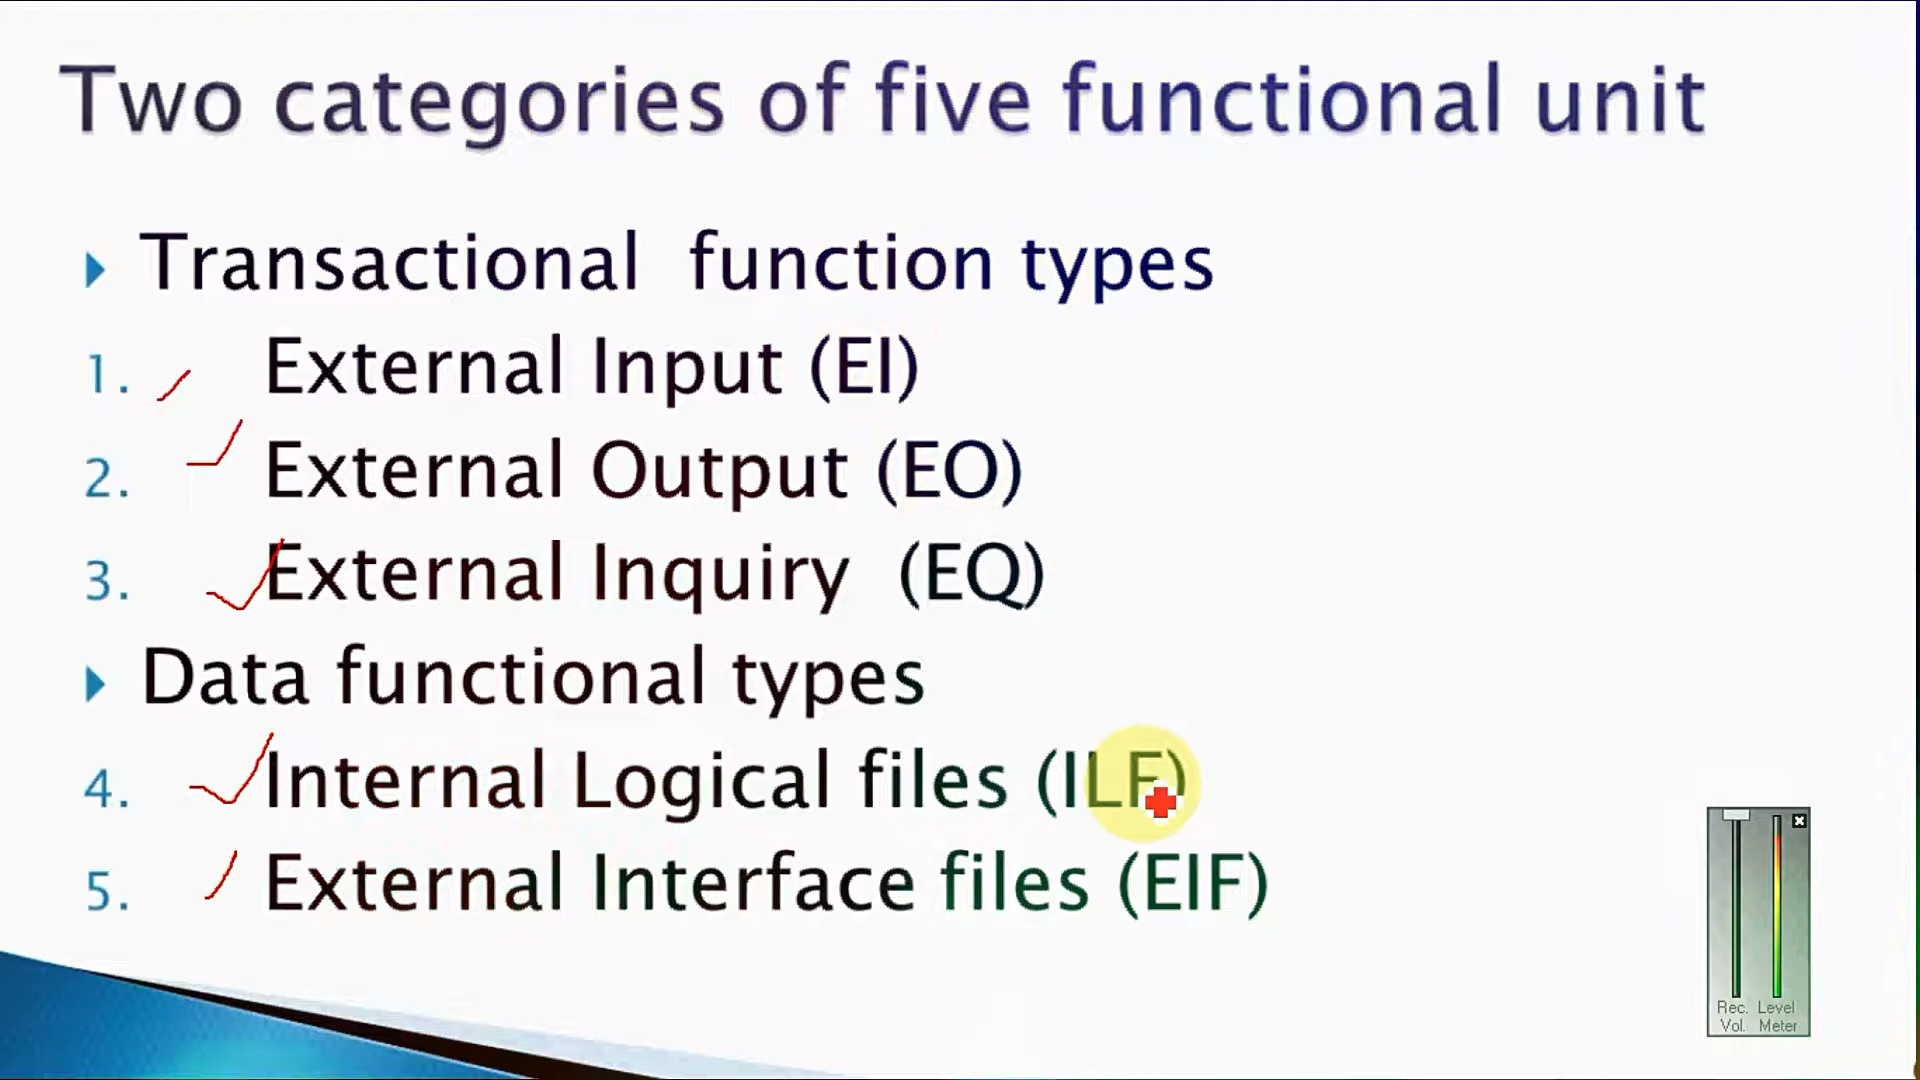 Two categories of five functional unit
Transactional function types
1. External Input (EI)
2. External Output (EO)
3. External Inquiry (EQ)
Data functional types
4. Internal Logical files (ILF)
5. External Interface files (EIF)
Rec. Level
Vol. Meter